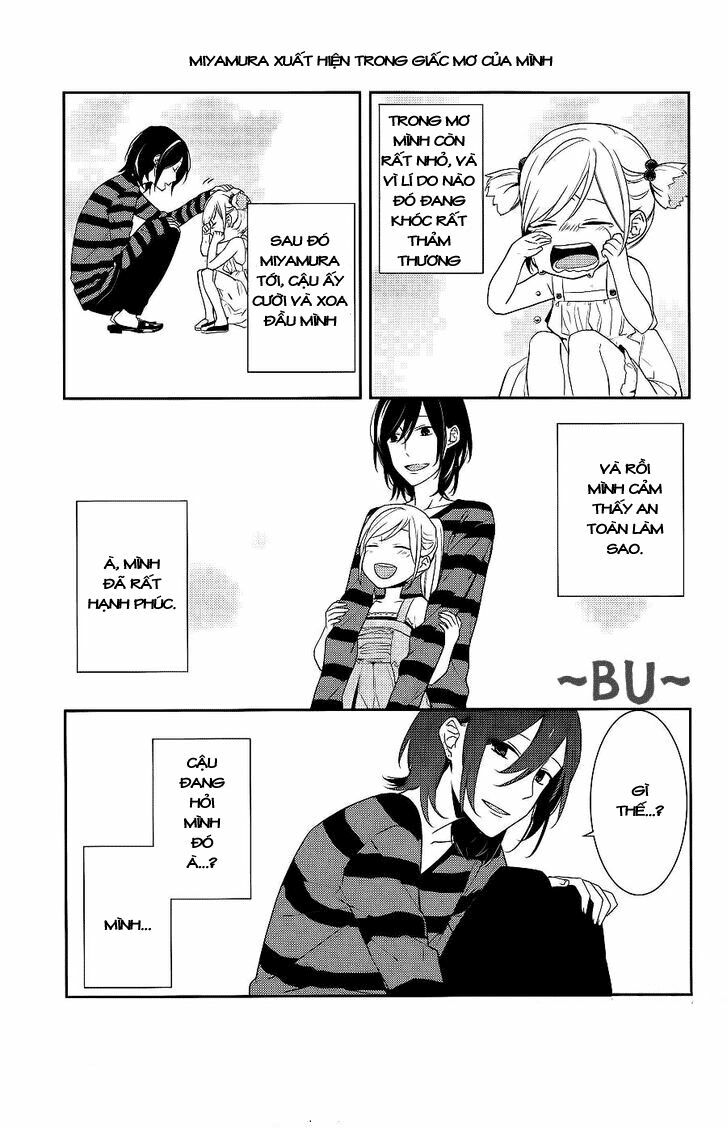 MIYAMURA XUẤT HIỆN TRONG GIẤC MƠ CỦA MÌNH
TRONG MƠ
MÌNH CÒN
RẤT NHỎ, VÀ
VÌ LÍ DO NÀO
ĐÓ ĐANG
KHÓC RẤT
THẢM
THƯƠNG
SAU ĐÓ
MIYAMURA
TỚI, CẬU ẤY
CƯỜI VÀ XOA
ĐẦU MÌNH
VÀ RỒI
MÌNH CẢM
THẤY AN
TOÀN LÀM
SAO.
À, MÌNH
ĐÃ RẤT
HẠNH PHÚC.
~BU~
GÌ
THẾ...?
CẬU
ĐANG
HỎI
MÌNH
ĐÓ
À...?
MÌNH...